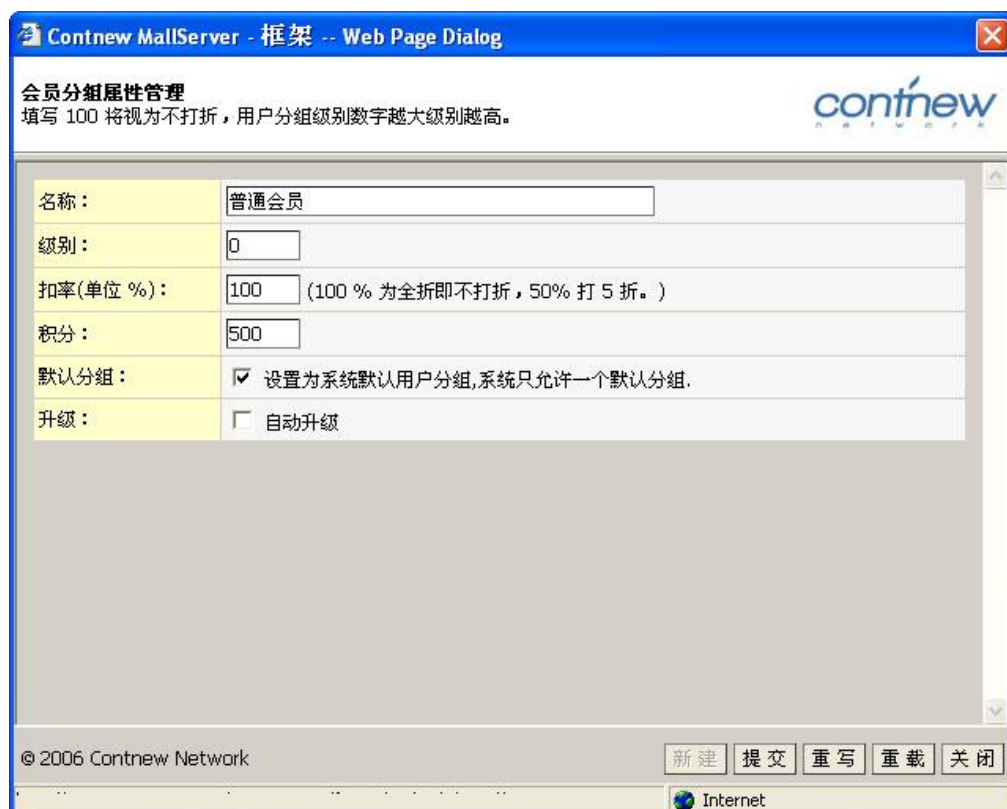 Contnew MallServer - 框架 -- Web Page Dialog
会员分组属性管理
填写 100 将视为不打折，用户分组级别数字越大级别越高。
contnew
network
名称：
普通会员
级别：
0
扣率(单位 %)：
100 (100 % 为全折即不打折，50% 打 5 折。)
积分：
500
默认分组：
设置为系统默认用户分组,系统只允许一个默认分组.
升级：
自动升级
© 2006 Contnew Network
新建 提交 重写 重载 关闭
Internet